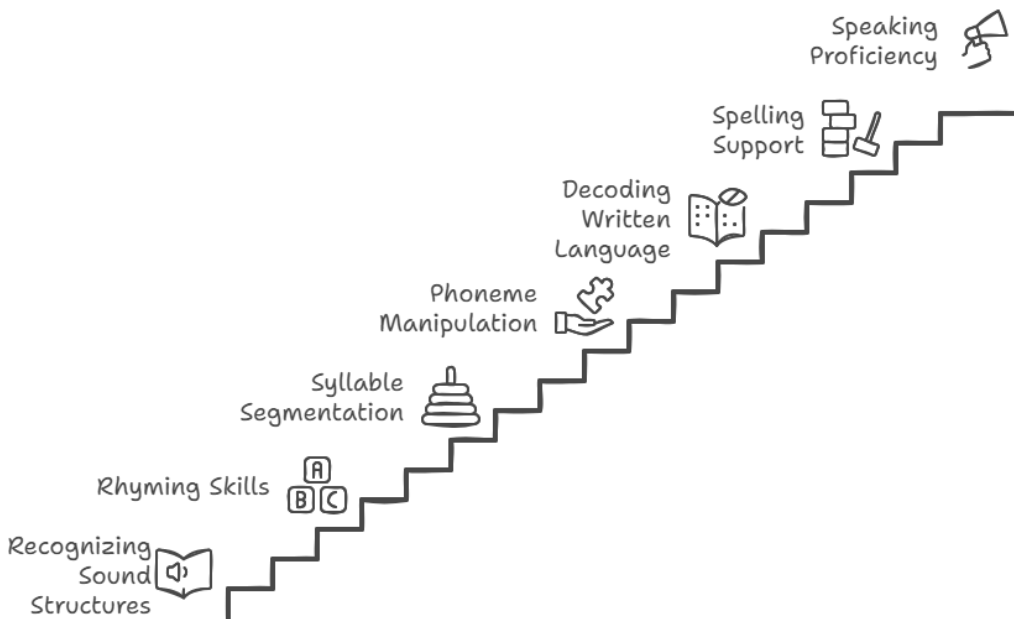 Speaking
Proficiency
Spelling
Support
Decoding
Written
Language
Phoneme
Manipulation
Syllable
Segmentation
Rhyming Skills
A
B C
Recognizing
Sound
Structures